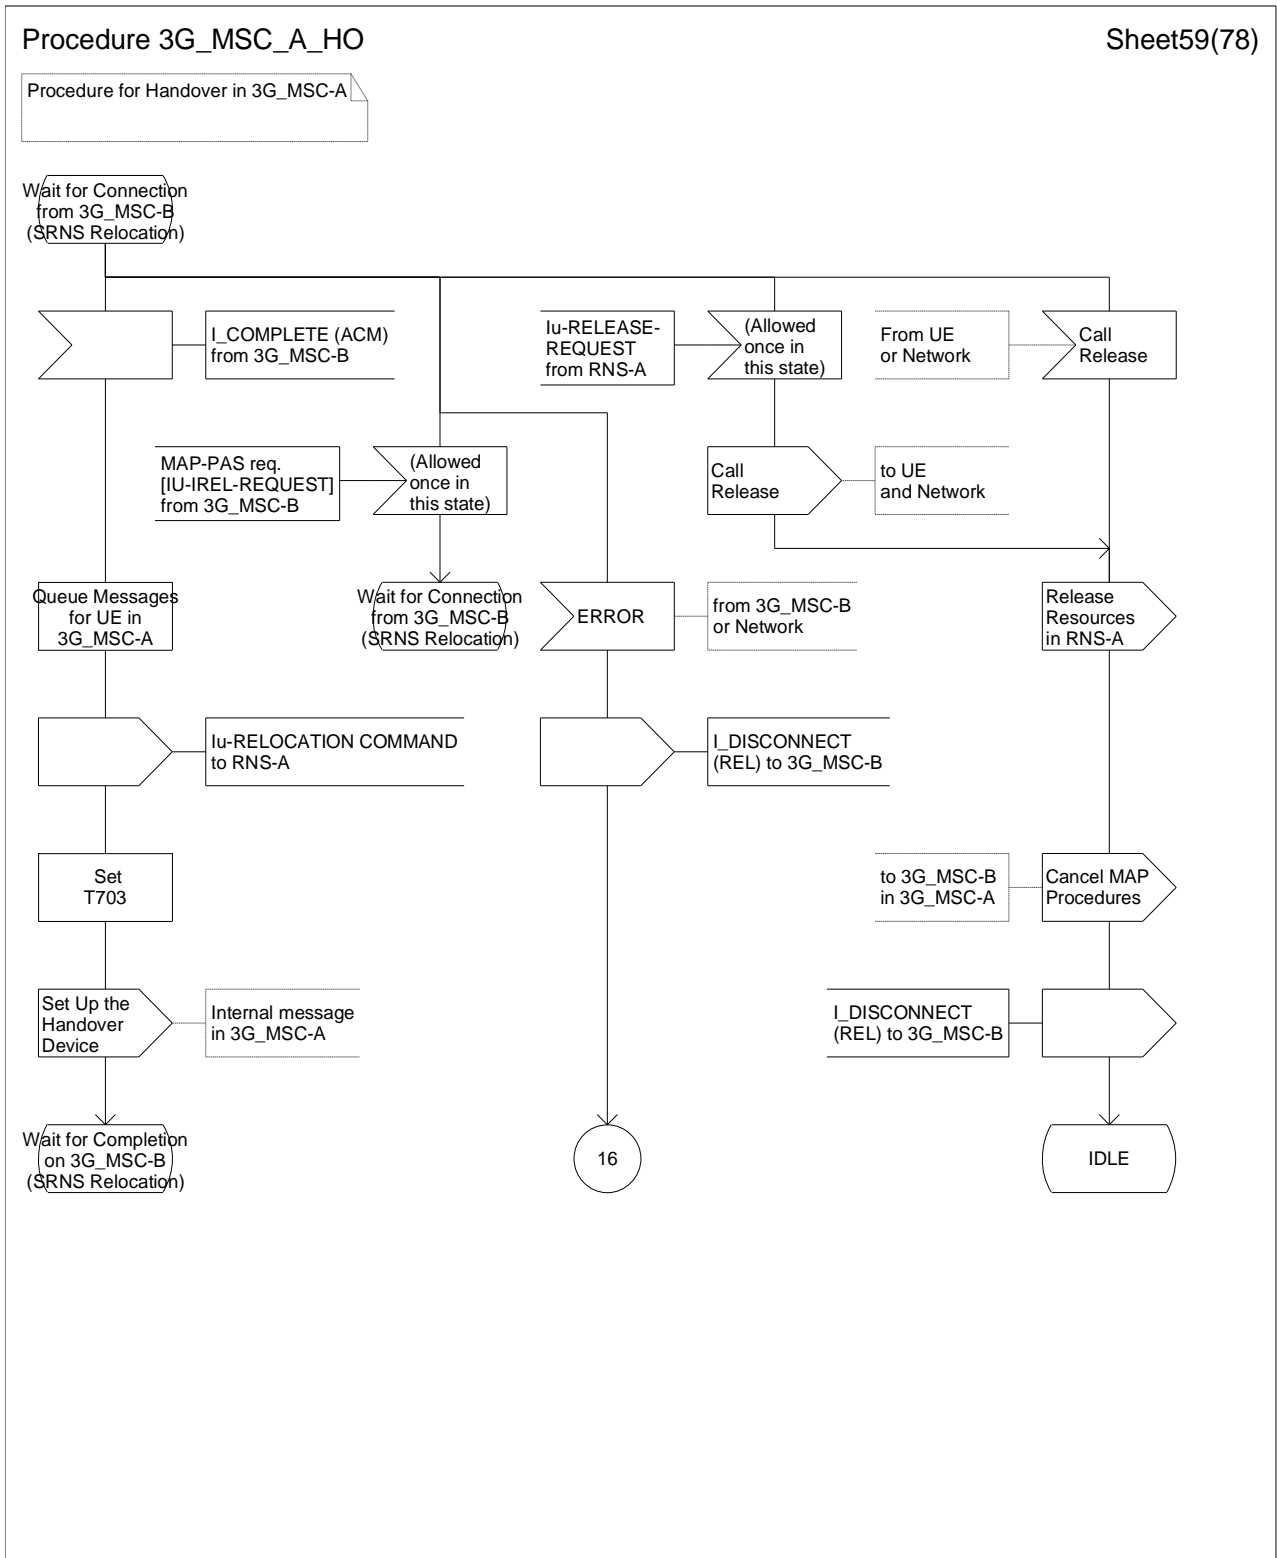 Procedure 3G_MSC_A_HO
Sheet59(78)
Procedure for Handover in 3G_MSC-A
Wait for Connection
from 3G_MSC-B
(SRNS Relocation)
I_COMPLETE (ACM)
from 3G_MSC-B
Iu-RELEASE-
REQUEST
from RNS-A
(Allowed
once in
this state)
From UE
or Network
Call
Release
MAP-PAS req.
[IU-IREL-REQUEST]
from 3G_MSC-B
(Allowed
once in
this state)
Call
Release
to UE
and Network
Queue Messages
for UE in
3G_MSC-A
Wait for Connection
from 3G_MSC-B
(SRNS Relocation)
ERROR
from 3G_MSC-B
or Network
Release
Resources
in RNS-A
Iu-RELOCATION COMMAND
to RNS-A
I_DISCONNECT
(REL) to 3G_MSC-B
Set
T703
to 3G_MSC-B
in 3G_MSC-A
Cancel MAP
Procedures
Set Up the
Handover
Device
Internal message
in 3G_MSC-A
I_DISCONNECT
(REL) to 3G_MSC-B
Wait for Completion
on 3G_MSC-B
(SRNS Relocation)
16
IDLE